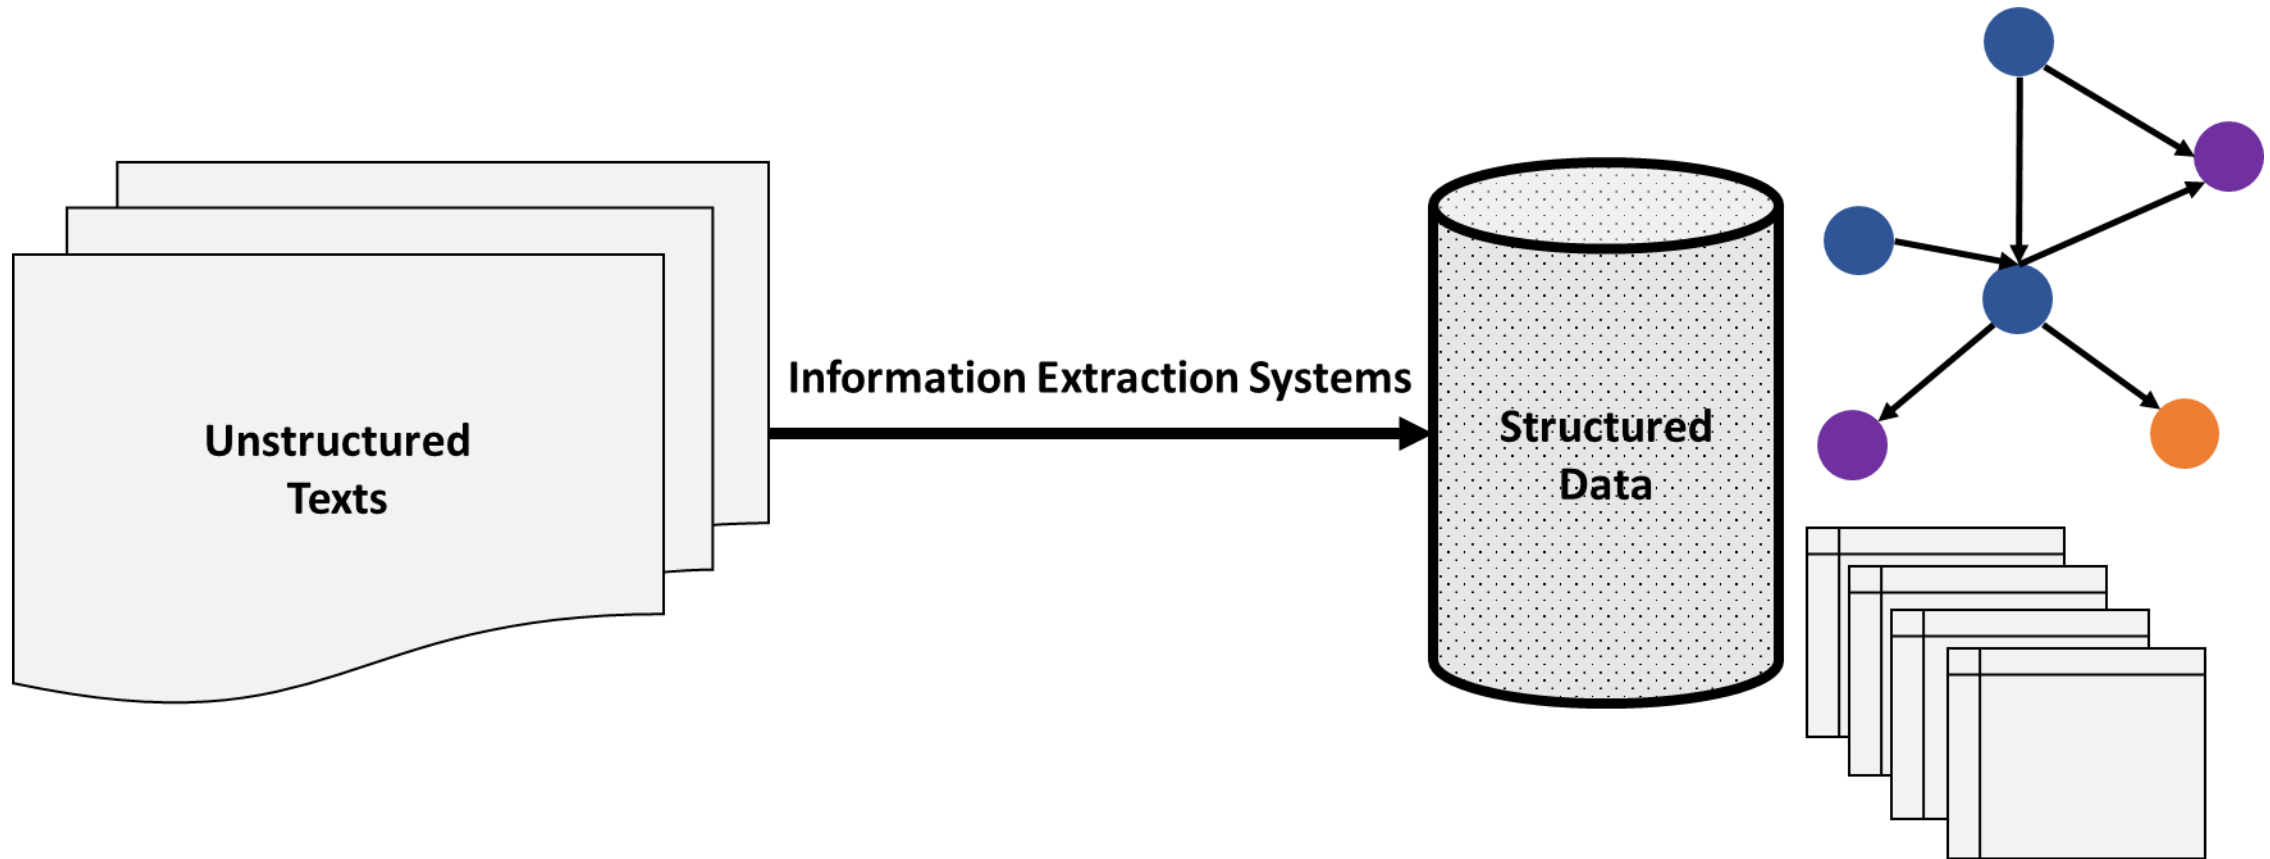 Unstructured
Texts
Information Extraction Systems
Structured
Data